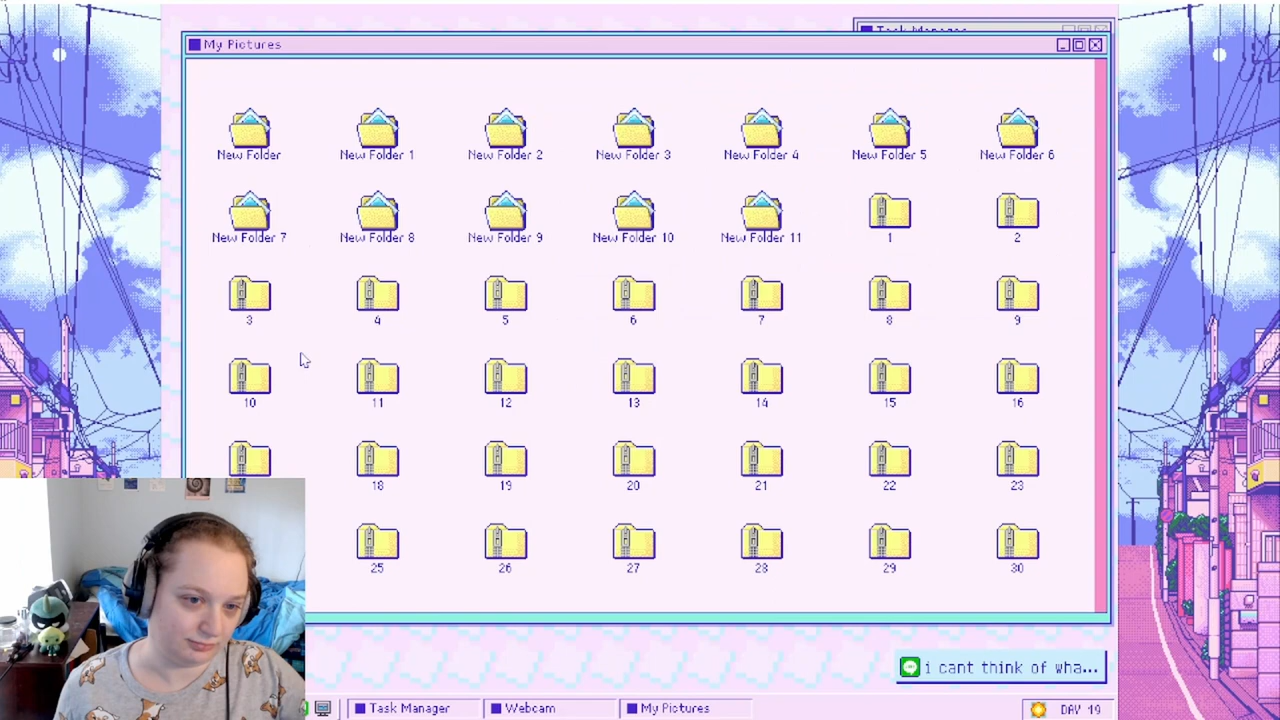 Task Manager
My Pictures
New Folder
New Folder 1
New Folder 2
New Folder 3
New Folder 4
New Folder 5
New Folder 6
New Folder 7
New Folder 8
New Folder 9
New Folder 10
New Folder 11
1
2
3
4
5
6
7
8
9
10
11
12
13
14
15
16
18
19
20
21
22
23
25
26
27
28
29
30
i cant think of wha...
Task Manager
Webcam
My Pictures
DAY 19